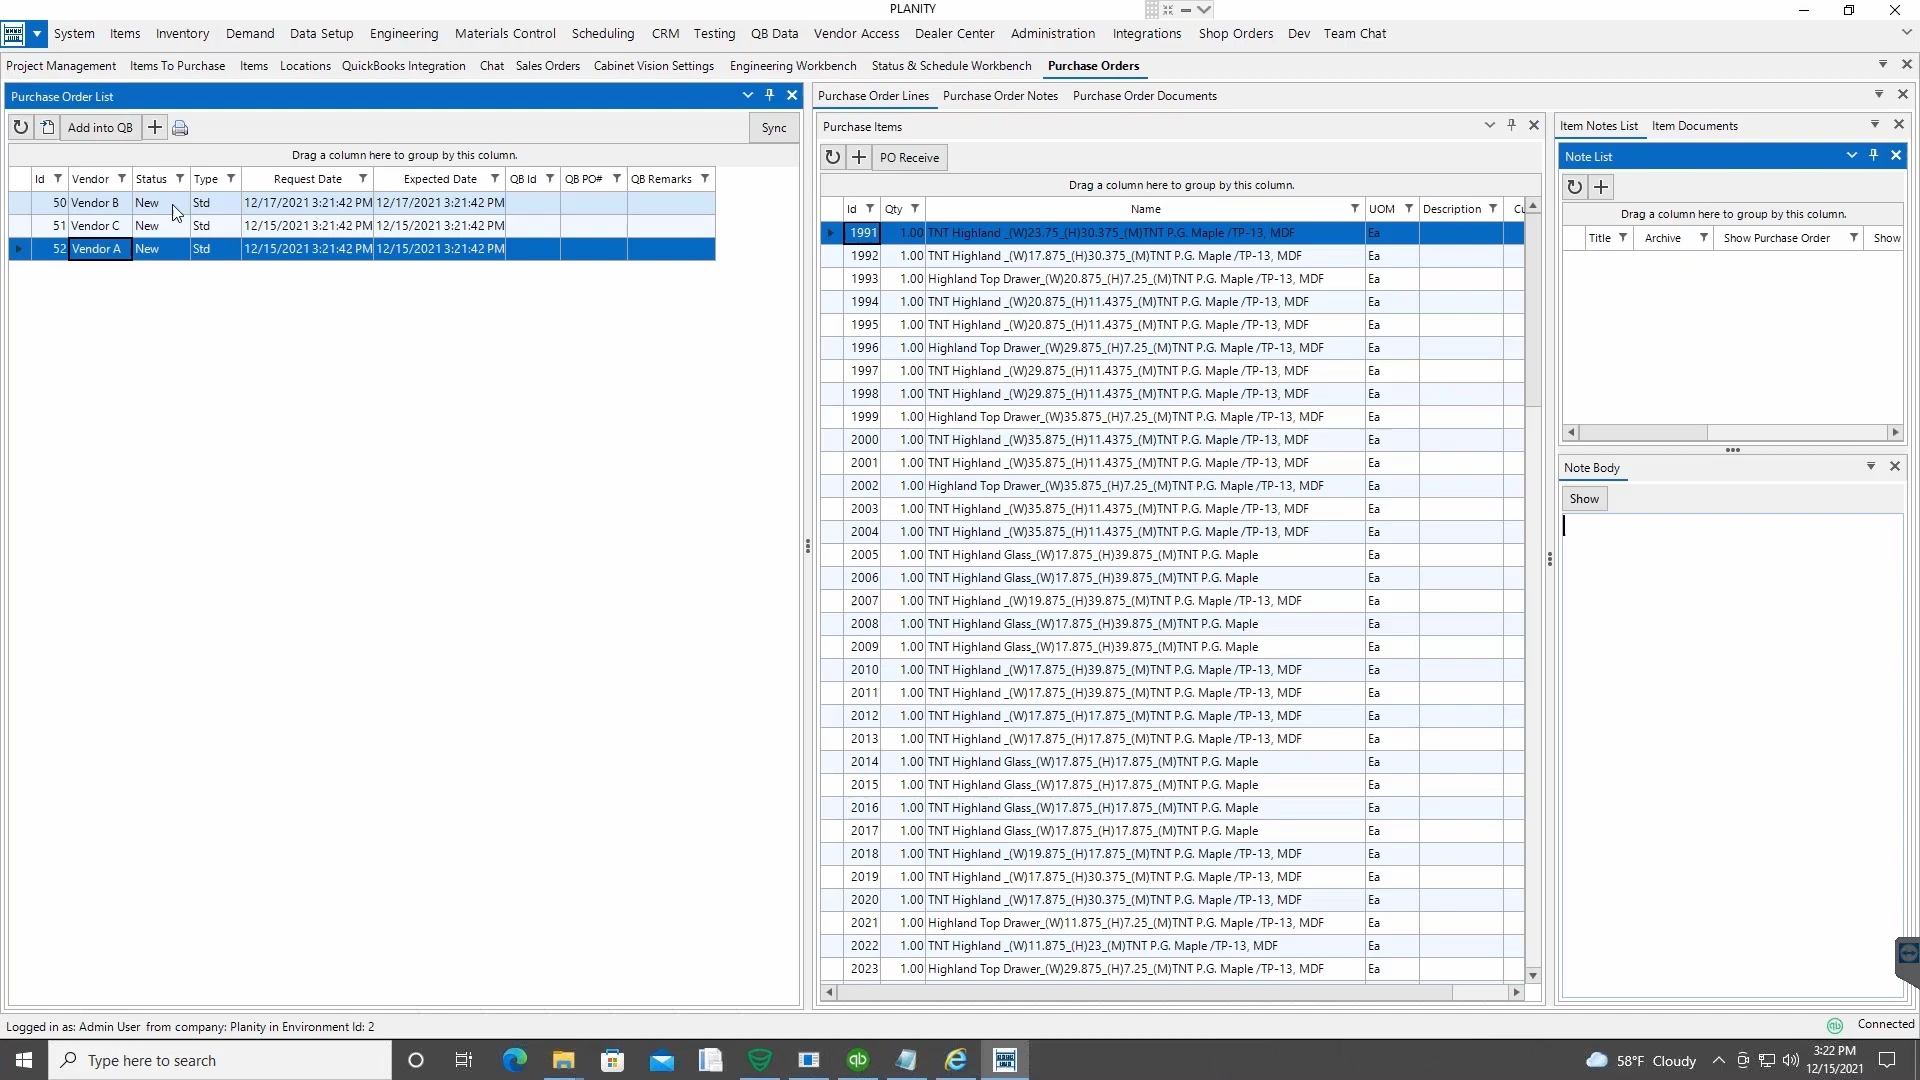 PLANITY
System Items Inventory Demand Data Setup Engineering Materials Control Scheduling CRM Testing QB Data Vendor Access Dealer Center Administration Integrations Shop Orders Dev Team Chat
Project Management Items To Purchase Items Locations QuickBooks Integration Chat Sales Orders Cabinet Vision Settings Engineering Workbench Status & Schedule Workbench Purchase Orders
Purchase Order List
Add into QB Sync
Drag a column here to group by this column.
Id Vendor Status Type Request Date Expected Date QB Id QB PO# QB Remarks
50 Vendor B New Std 12/17/2021 3:21:42 PM 12/17/2021 3:21:42 PM
51 Vendor C New Std 12/15/2021 3:21:42 PM 12/15/2021 3:21:42 PM
52 Vendor A New Std 12/15/2021 3:21:42 PM 12/15/2021 3:21:42 PM
Purchase Order Lines Purchase Order Notes Purchase Order Documents
Purchase Items
PO Receive
Drag a column here to group by this column.
Id Qty Name UOM Description Cu
1991 1.00 TNT Highland _(W)23.75_(H)30.375_(M)TNT P.G. Maple /TP-13, MDF Ea
1992 1.00 TNT Highland _(W)17.875_(H)30.375_(M)TNT P.G. Maple /TP-13, MDF Ea
1993 1.00 Highland Top Drawer_(W)20.875_(H)7.25_(M)TNT P.G. Maple /TP-13, MDF Ea
1994 1.00 TNT Highland _(W)20.875_(H)11.4375_(M)TNT P.G. Maple /TP-13, MDF Ea
1995 1.00 TNT Highland _(W)20.875_(H)11.4375_(M)TNT P.G. Maple /TP-13, MDF Ea
1996 1.00 Highland Top Drawer_(W)29.875_(H)7.25_(M)TNT P.G. Maple /TP-13, MDF Ea
1997 1.00 TNT Highland _(W)29.875_(H)11.4375_(M)TNT P.G. Maple /TP-13, MDF Ea
1998 1.00 TNT Highland _(W)29.875_(H)11.4375_(M)TNT P.G. Maple /TP-13, MDF Ea
1999 1.00 Highland Top Drawer_(W)35.875_(H)7.25_(M)TNT P.G. Maple /TP-13, MDF Ea
2000 1.00 TNT Highland _(W)35.875_(H)11.4375_(M)TNT P.G. Maple /TP-13, MDF Ea
2001 1.00 TNT Highland _(W)35.875_(H)11.4375_(M)TNT P.G. Maple /TP-13, MDF Ea
2002 1.00 Highland Top Drawer_(W)35.875_(H)7.25_(M)TNT P.G. Maple /TP-13, MDF Ea
2003 1.00 TNT Highland _(W)35.875_(H)11.4375_(M)TNT P.G. Maple /TP-13, MDF Ea
2004 1.00 TNT Highland _(W)35.875_(H)11.4375_(M)TNT P.G. Maple /TP-13, MDF Ea
2005 1.00 TNT Highland Glass_(W)17.875_(H)39.875_(M)TNT P.G. Maple Ea
2006 1.00 TNT Highland Glass_(W)17.875_(H)39.875_(M)TNT P.G. Maple Ea
2007 1.00 TNT Highland _(W)19.875_(H)39.875_(M)TNT P.G. Maple /TP-13, MDF Ea
2008 1.00 TNT Highland Glass_(W)17.875_(H)39.875_(M)TNT P.G. Maple Ea
2009 1.00 TNT Highland Glass_(W)17.875_(H)39.875_(M)TNT P.G. Maple Ea
2010 1.00 TNT Highland _(W)17.875_(H)39.875_(M)TNT P.G. Maple /TP-13, MDF Ea
2011 1.00 TNT Highland _(W)17.875_(H)39.875_(M)TNT P.G. Maple /TP-13, MDF Ea
2012 1.00 TNT Highland _(W)17.875_(H)17.875_(M)TNT P.G. Maple /TP-13, MDF Ea
2013 1.00 TNT Highland _(W)17.875_(H)17.875_(M)TNT P.G. Maple /TP-13, MDF Ea
2014 1.00 TNT Highland Glass_(W)17.875_(H)17.875_(M)TNT P.G. Maple Ea
2015 1.00 TNT Highland Glass_(W)17.875_(H)17.875_(M)TNT P.G. Maple Ea
2016 1.00 TNT Highland Glass_(W)17.875_(H)17.875_(M)TNT P.G. Maple Ea
2017 1.00 TNT Highland Glass_(W)17.875_(H)17.875_(M)TNT P.G. Maple Ea
2018 1.00 TNT Highland _(W)19.875_(H)17.875_(M)TNT P.G. Maple /TP-13, MDF Ea
2019 1.00 TNT Highland _(W)17.875_(H)30.375_(M)TNT P.G. Maple /TP-13, MDF Ea
2020 1.00 TNT Highland _(W)17.875_(H)30.375_(M)TNT P.G. Maple /TP-13, MDF Ea
2021 1.00 Highland Top Drawer_(W)11.875_(H)7.25_(M)TNT P.G. Maple /TP-13, MDF Ea
2022 1.00 TNT Highland _(W)11.875_(H)23_(M)TNT P.G. Maple /TP-13, MDF Ea
2023 1.00 Highland Top Drawer_(W)29.875_(H)7.25_(M)TNT P.G. Maple /TP-13, MDF Ea
Item Notes List Item Documents
Note List
Drag a column here to group by this column.
Title Archive Show Purchase Order Show
Note Body
Show
Logged in as: Admin User from company: Planity in Environment Id: 2
qb Connected
Type here to search
qb
58°F Cloudy
3:22 PM
12/15/2021